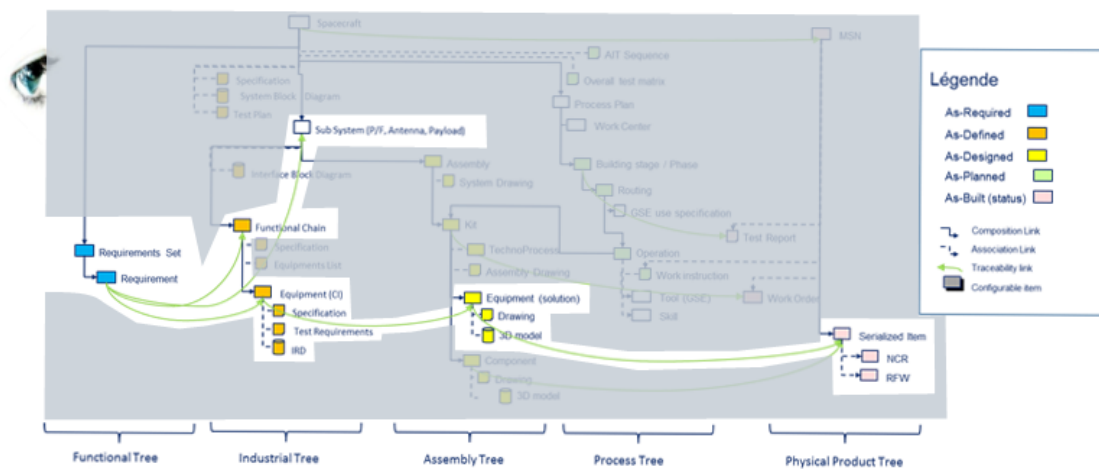 Spacecraft
MSN
AIT Sequence
Overall test matrix
Specification
System Block Diagram
Test Plan
Process Plan
Work Center
Sub System (P/F, Antenna, Payload)
Interface Block Diagram
Assembly
System Drawing
Building stage / Phase
Routing
GSE use specification
Functional Chain
Specification
Equipments List
Kit
TechnoProcess
Assembly Drawing
Test Report
Operation
Work instruction
Tool (GSE)
Skill
Work Order
Requirements Set
Requirement
Equipment (CI)
Specification
Test Requirements
IRD
Equipment (solution)
Drawing
3D model
Component
Drawing
3D model
Serialized Item
NCR
RFW
Légende
As-Required
As-Defined
As-Designed
As-Planned
As-Built (status)
Composition Link
Association Link
Traceability link
Configurable item
Functional Tree
Industrial Tree
Assembly Tree
Process Tree
Physical Product Tree